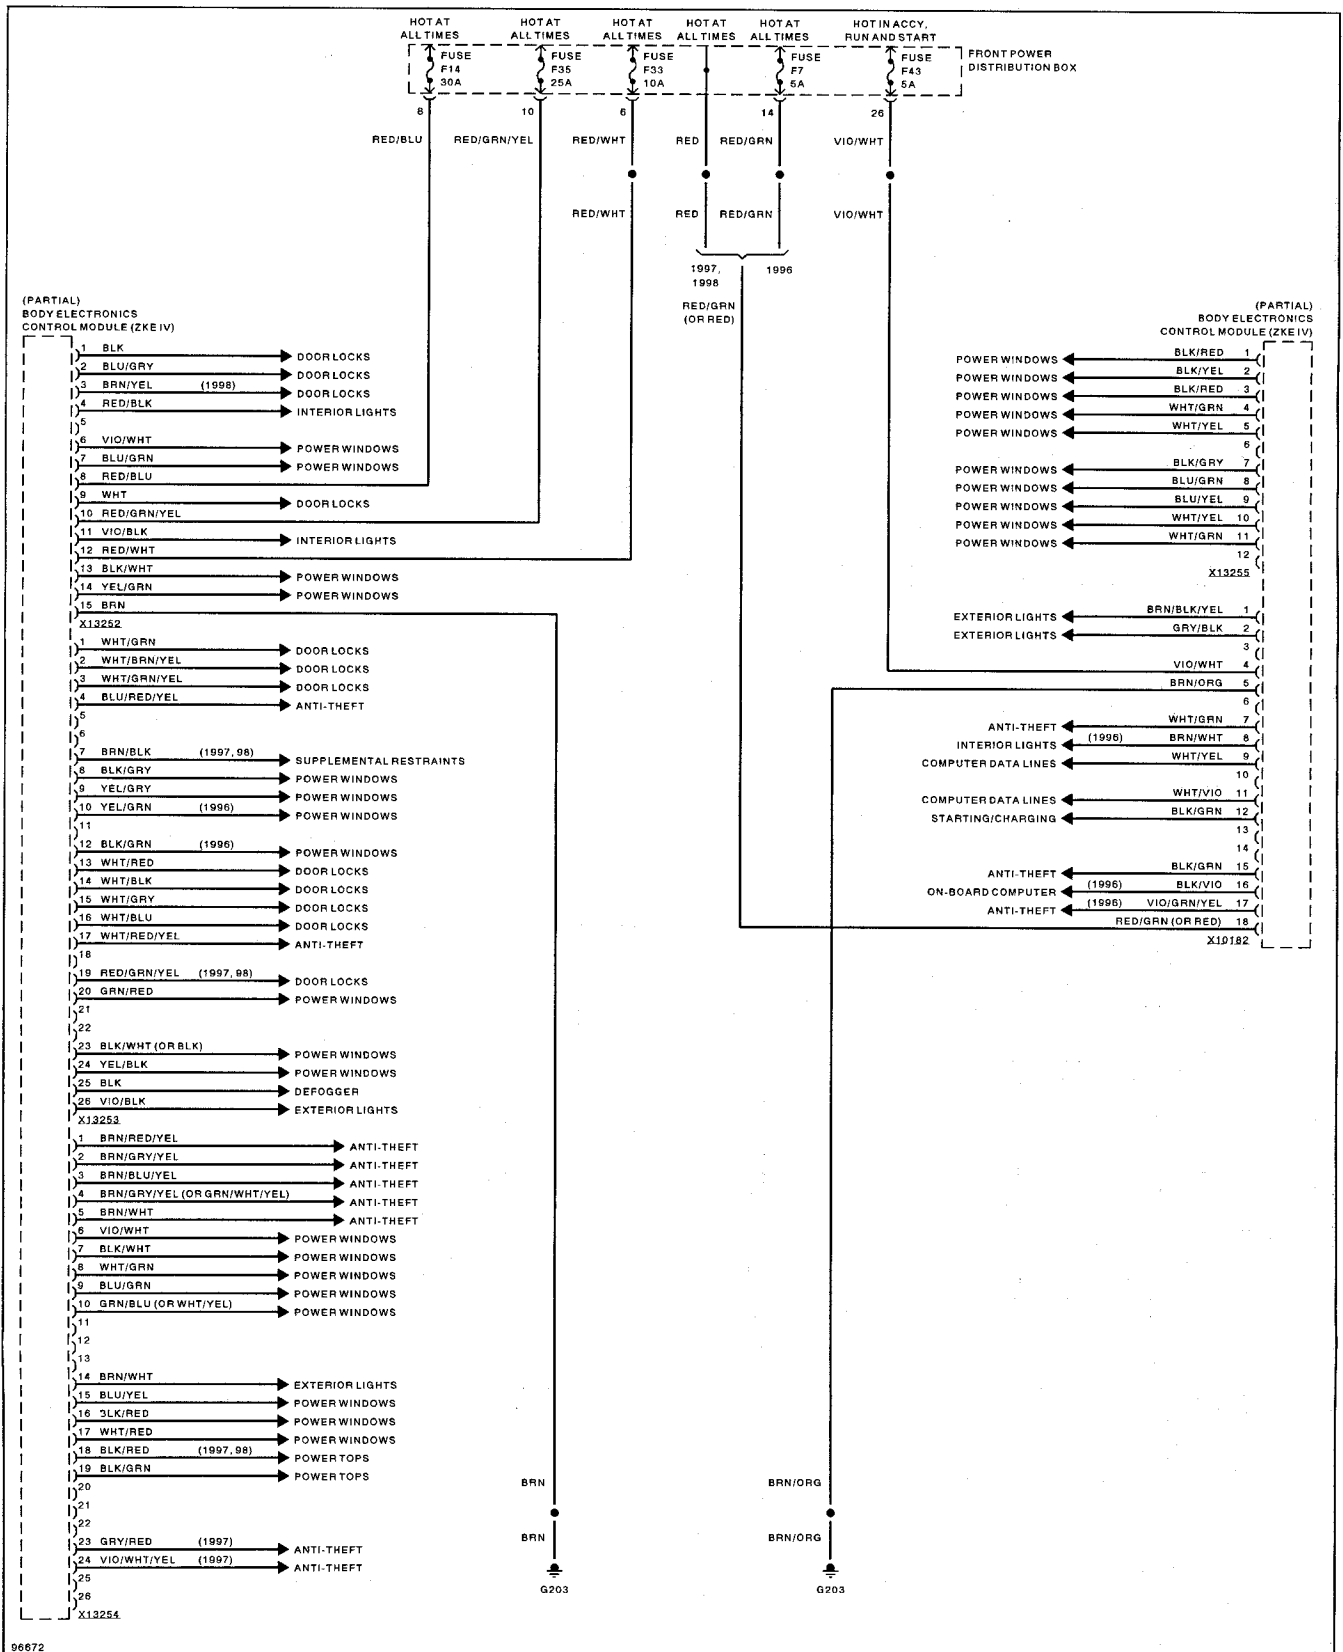 HOT AT ALL TIMES
HOT AT ALL TIMES
HOT AT ALL TIMES
HOT AT ALL TIMES
HOT AT ALL TIMES
HOT IN ACCY, RUN AND START
FUSE F14 30A
FUSE F35 25A
FUSE F33 10A
FUSE F7 5A
FUSE F43 5A
FRONT POWER
DISTRIBUTION BOX
8 10 6 14 26
RED/BLU RED/GRN/YEL RED/WHT RED RED/GRN VIO/WHT
RED/WHT RED RED/GRN VIO/WHT
1997, 1998
1996
RED/GRN
(OR RED)
(PARTIAL)
BODY ELECTRONICS
CONTROL MODULE (ZKE IV)
1 BLK DOOR LOCKS
2 BLU/GRY DOOR LOCKS
3 BRN/YEL (1998) DOOR LOCKS
4 RED/BLK INTERIOR LIGHTS
5
6 VIO/WHT POWER WINDOWS
7 BLU/GRN POWER WINDOWS
8 RED/BLU
9 WHT DOOR LOCKS
10 RED/GRN/YEL
11 VIO/BLK INTERIOR LIGHTS
12 RED/WHT
13 BLK/WHT POWER WINDOWS
14 YEL/GRN POWER WINDOWS
15 BRN
X13252
1 WHT/GRN DOOR LOCKS
2 WHT/BRN/YEL DOOR LOCKS
3 WHT/GRN/YEL DOOR LOCKS
4 BLU/RED/YEL ANTI-THEFT
5
6
7 BRN/BLK (1997, 98) SUPPLEMENTAL RESTRAINTS
8 BLK/GRY POWER WINDOWS
9 YEL/GRY POWER WINDOWS
10 YEL/GRN (1996) POWER WINDOWS
11
12 BLK/GRN (1996) POWER WINDOWS
13 WHT/RED DOOR LOCKS
14 WHT/BLK DOOR LOCKS
15 WHT/GRY DOOR LOCKS
16 WHT/BLU DOOR LOCKS
17 WHT/RED/YEL ANTI-THEFT
18
19 RED/GRN/YEL (1997, 98) DOOR LOCKS
20 GRN/RED POWER WINDOWS
21
22
23 BLK/WHT (OR BLK) POWER WINDOWS
24 YEL/BLK POWER WINDOWS
25 BLK DEFOGGER
26 VIO/BLK EXTERIOR LIGHTS
X13253
1 BRN/RED/YEL ANTI-THEFT
2 BRN/GRY/YEL ANTI-THEFT
3 BRN/BLU/YEL ANTI-THEFT
4 BRN/GRY/YEL (OR GRN/WHT/YEL) ANTI-THEFT
5 BRN/WHT ANTI-THEFT
6 VIO/WHT POWER WINDOWS
7 BLK/WHT POWER WINDOWS
8 WHT/GRN POWER WINDOWS
9 BLU/GRN POWER WINDOWS
10 GRN/BLU (OR WHT/YEL) POWER WINDOWS
11
12
13
14 BRN/WHT EXTERIOR LIGHTS
15 BLU/YEL POWER WINDOWS
16 BLK/RED POWER WINDOWS
17 WHT/RED POWER WINDOWS
18 BLK/RED (1997, 98) POWER TOPS
19 BLK/GRN POWER TOPS
20
21
22
23 GRY/RED (1997) ANTI-THEFT
24 VIO/WHT/YEL (1997) ANTI-THEFT
25
26
X13254
BRN
BRN
G203
BRN/ORG
BRN/ORG
G203
(PARTIAL)
BODY ELECTRONICS
CONTROL MODULE (ZKE IV)
POWER WINDOWS BLK/RED 1
POWER WINDOWS BLK/YEL 2
POWER WINDOWS BLK/RED 3
POWER WINDOWS WHT/GRN 4
POWER WINDOWS WHT/YEL 5
6
POWER WINDOWS BLK/GRY 7
POWER WINDOWS BLU/GRN 8
POWER WINDOWS BLU/YEL 9
POWER WINDOWS WHT/YEL 10
POWER WINDOWS WHT/GRN 11
12
X13255
EXTERIOR LIGHTS BRN/BLK/YEL 1
EXTERIOR LIGHTS GRY/BLK 2
3
VIO/WHT 4
BRN/ORG 5
6
ANTI-THEFT WHT/GRN 7
INTERIOR LIGHTS (1996) BRN/WHT 8
COMPUTER DATA LINES WHT/YEL 9
10
COMPUTER DATA LINES WHT/VIO 11
STARTING/CHARGING BLK/GRN 12
13
14
ANTI-THEFT BLK/GRN 15
ON-BOARD COMPUTER (1996) BLK/VIO 16
ANTI-THEFT (1996) VIO/GRN/YEL 17
RED/GRN (OR RED) 18
X10182
96672